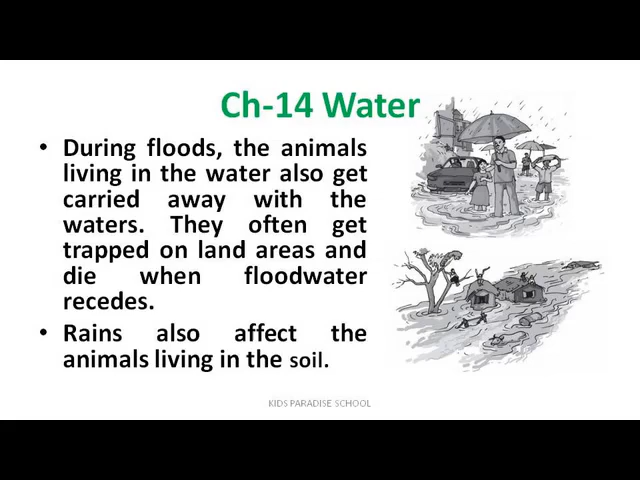 Ch-14 Water
• During floods, the animals
living in the water also get
carried away with the
waters. They often get
trapped on land areas and
die when floodwater
recedes.
• Rains also affect the
animals living in the soil.
KIDS PARADISE SCHOOL